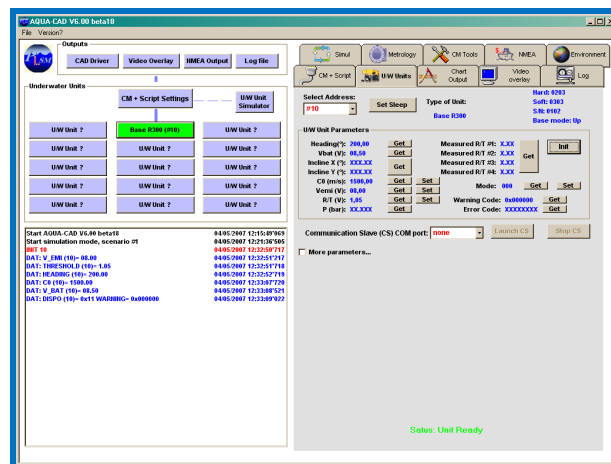 AQUA-CAD V6.00 beta18
File Version?
Outputs
CAD Driver Video Overlay NMEA Output Log file
Underwater Units
CM + Script Settings U/W Unit Simulator
U/W Unit ? Base R300 (#10) U/W Unit ?
U/W Unit ? U/W Unit ? U/W Unit ?
U/W Unit ? U/W Unit ? U/W Unit ?
U/W Unit ? U/W Unit ? U/W Unit ?
U/W Unit ? U/W Unit ? U/W Unit ?
Start AQUA-CAD V6.00 beta18 04/05/2007 12:15:49'069
Start simulation mode, scenario #1 04/05/2007 12:21:36'505
INIT 10 04/05/2007 12:32:50'717
DAT: V_EMI (10)= 08.00 04/05/2007 12:32:51'217
DAT: THRESHOLD (10)= 1.05 04/05/2007 12:32:51'718
DAT: HEADING (10)= 200.00 04/05/2007 12:32:52'719
DAT: C0 (10)= 1500.00 04/05/2007 12:33:07'720
DAT: V_BAT (10)= 08.50 04/05/2007 12:33:08'521
DAT: DISPO (10)= 0x11 WARNING= 0x000000 04/05/2007 12:33:09'022
Simul Metrology CM Tools NMEA Environment
CM + Script U/W Units Chart Output Video overlay Log
Select Address:
#10 Set Sleep Type of Unit:
Base R300
Hard: 0203
Soft: 0303
S/N: 0102
Base mode: Up
U/W Unit Parameters
Heading(°): 200,00 Get Measured R/T #1: X.XX Init
Vbat (V): 08,50 Get Measured R/T #2: X.XX Get
Incline X (°): XXX.XX Get Measured R/T #3: X.XX
Incline Y (°): XXX.XX Measured R/T #4: X.XX
C0 (m/s): 1500,00 Get Set Mode: 000 Get Set
Vemi (V): 08,00 Get Set
R/T (V): 1,05 Get Set Warning Code: 0x000000 Get
P (bar): XX.XXX Get Error Code: XXXXXXXX Get
Communication Slave (CS) COM port: none Launch CS Stop CS
More parameters...
Satus: Unit Ready